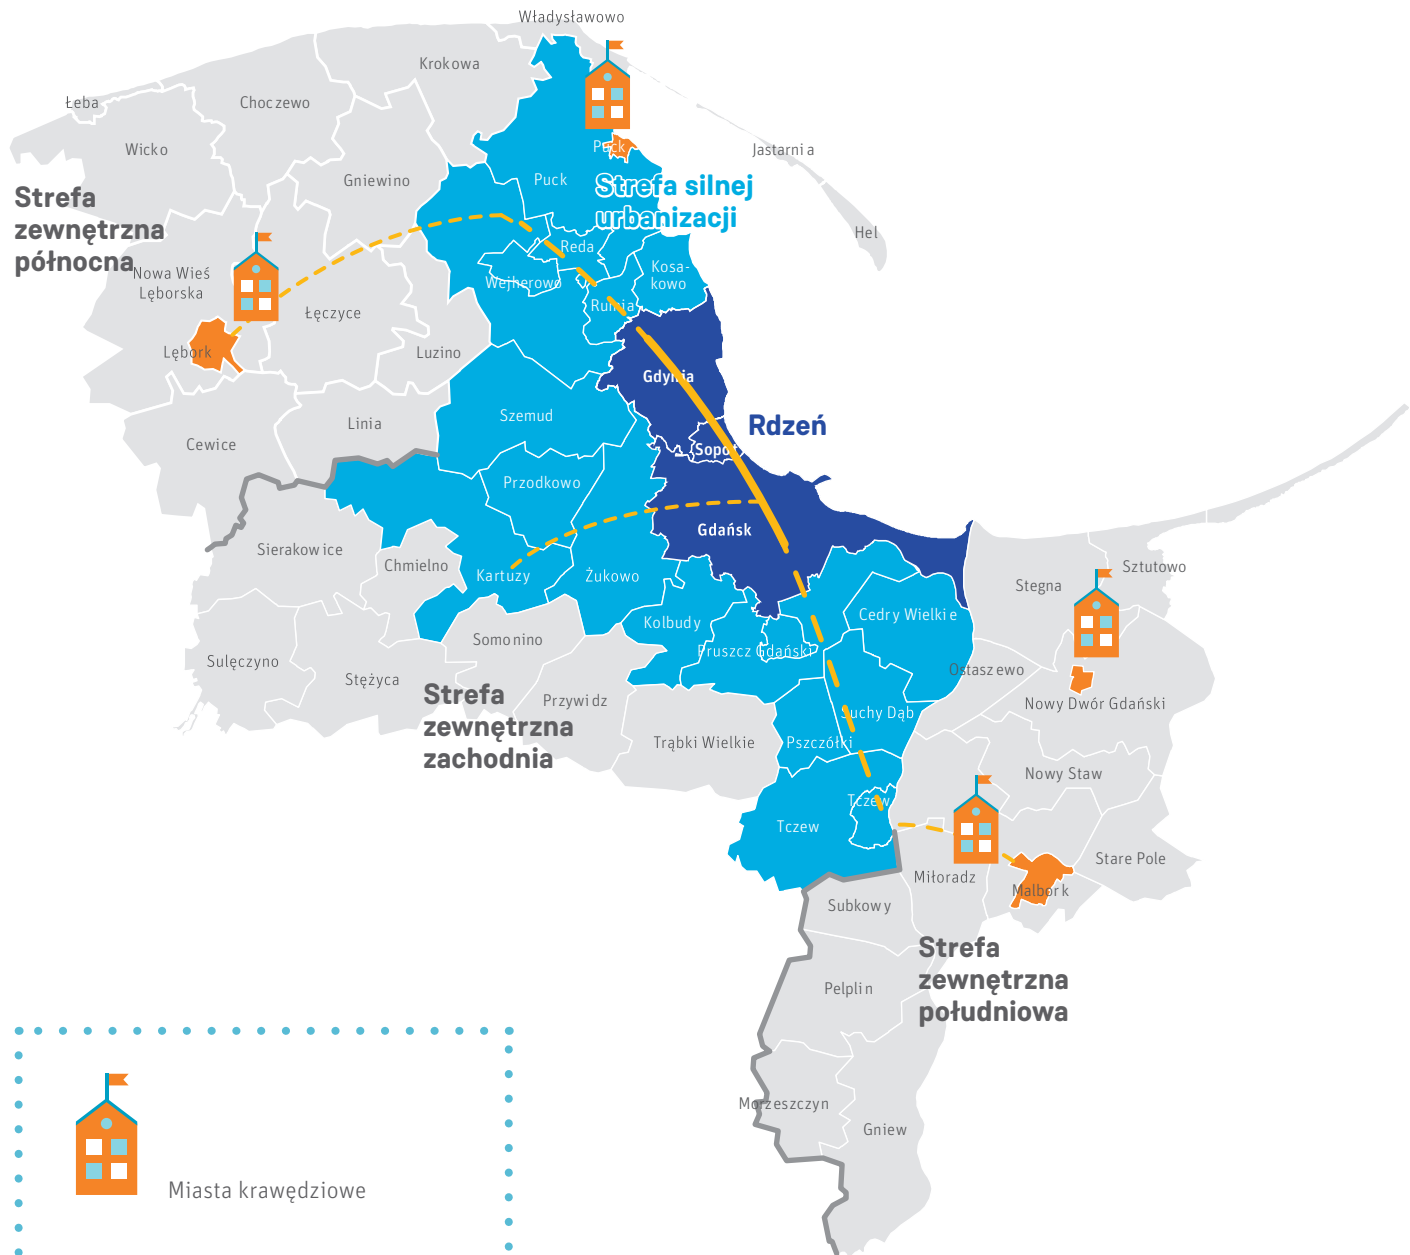 Władysławowo
Krokowa
Łeba
Choczewo
Wicko
Puck
Jastarnia
Gniewino
Puck
Strefa silnej
urbanizacji
Strefa
zewnętrzna
północna
Hel
Reda
Nowa Wieś
Lęborska
Wejherowo
Kosa-
kowo
Rumia
Łęczyce
Lębork
Luzino
Gdynia
Szemud
Linia
Rdzeń
Cewice
Sopot
Przodkowo
Gdańsk
Sierakowice
Chmielno
Kartuzy
Żukowo
Stegna
Sztutowo
Kolbudy
Cedry Wielkie
Somonino
Pruszcz Gdański
Sulęczyno
Stężyca
Ostaszewo
Strefa
zewnętrzna
zachodnia
Przywidz
Nowy Dwór Gdański
Suchy Dąb
Trąbki Wielkie
Pszczółki
Nowy Staw
Tczew
Tczew
Stare Pole
Miłoradz
Malbork
Subkowy
Strefa
zewnętrzna
południowa
Pelplin
Morzeszczyn
Gniew
Miasta krawędziowe